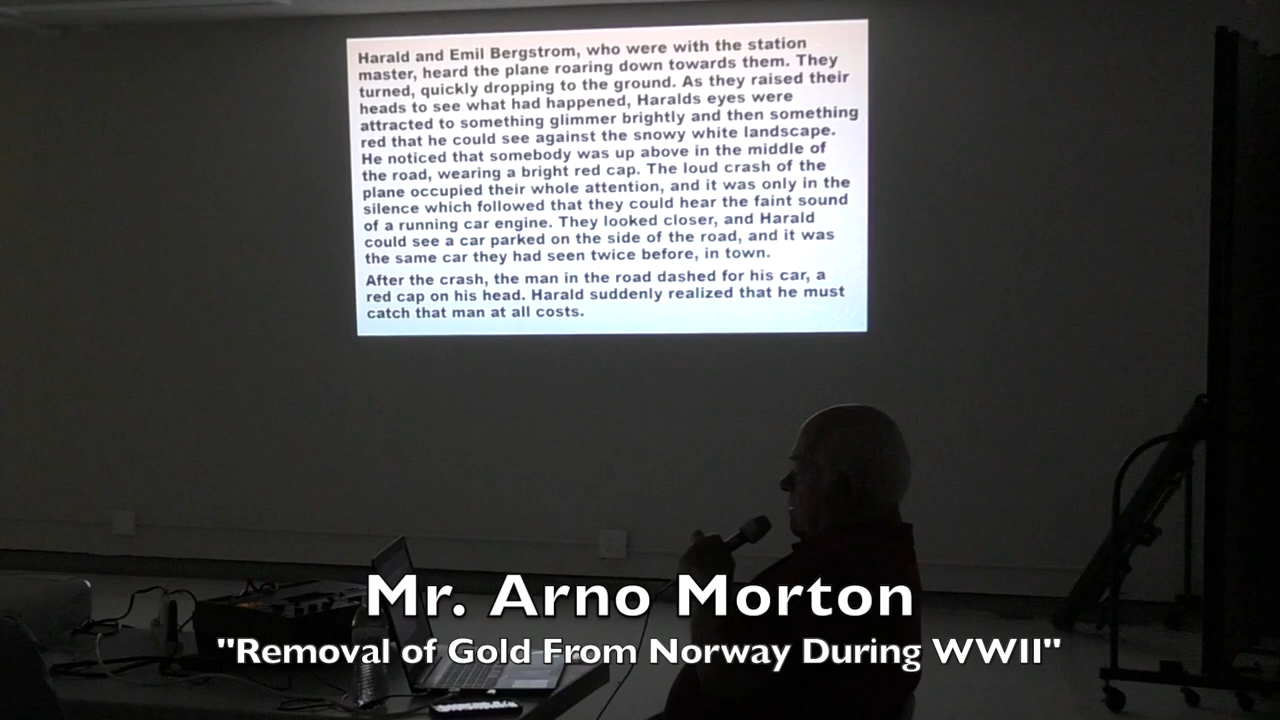 Harald and Emil Bergstrom, who were with the station
master, heard the plane roaring down towards them. They
turned, quickly dropping to the ground. As they raised their
heads to see what had happened, Haralds eyes were
attracted to something glimmer brightly and then something
red that he could see against the snowy white landscape.
He noticed that somebody was up above in the middle of
the road, wearing a bright red cap. The loud crash of the
plane occupied their whole attention, and it was only in the
silence which followed that they could hear the faint sound
of a running car engine. They looked closer, and Harald
could see a car parked on the side of the road, and it was
the same car they had seen twice before, in town.
After the crash, the man in the road dashed for his car, a
red cap on his head. Harald suddenly realized that he must
catch that man at all costs.
Mr. Arno Morton
"Removal of Gold From Norway During WWII"